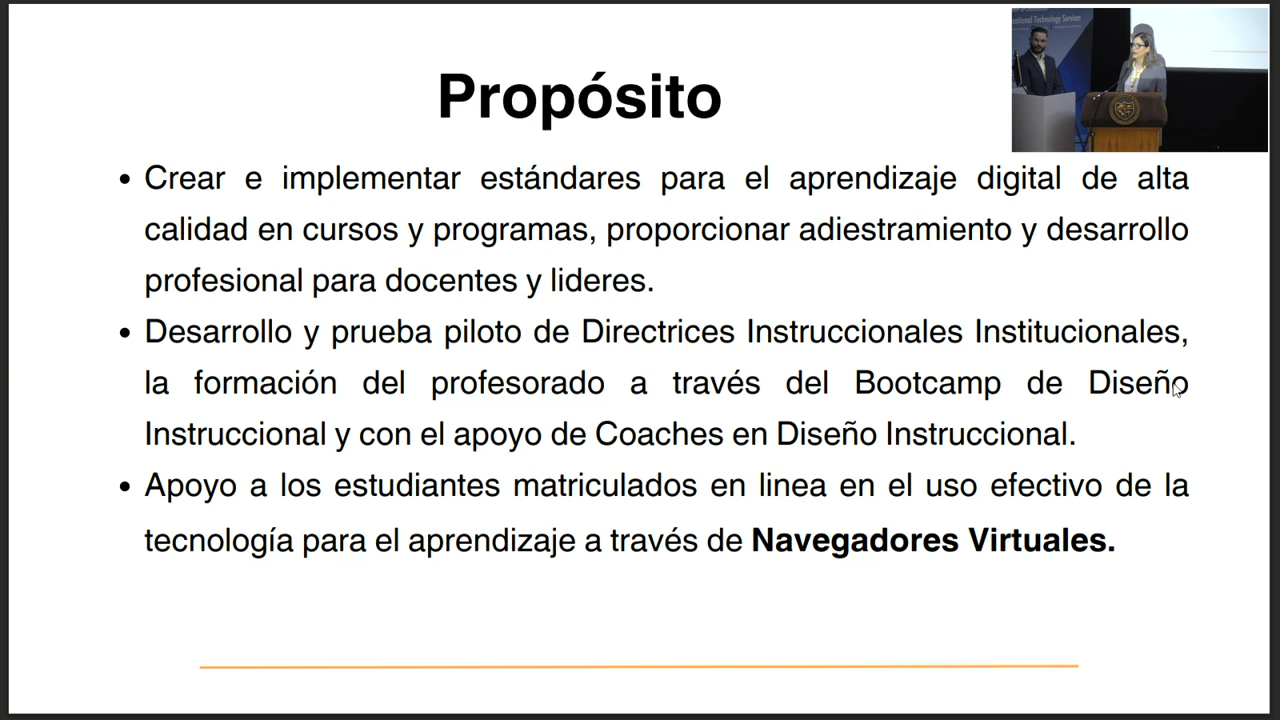 ational Technology Services
Propósito
• Crear e implementar estándares para el aprendizaje digital de alta
calidad en cursos y programas, proporcionar adiestramiento y desarrollo
profesional para docentes y lideres.
• Desarrollo y prueba piloto de Directrices Instruccionales Institucionales,
la formación del profesorado a través del Bootcamp de Diseño
Instruccional y con el apoyo de Coaches en Diseño Instruccional.
• Apoyo a los estudiantes matriculados en linea en el uso efectivo de la
tecnología para el aprendizaje a través de Navegadores Virtuales.